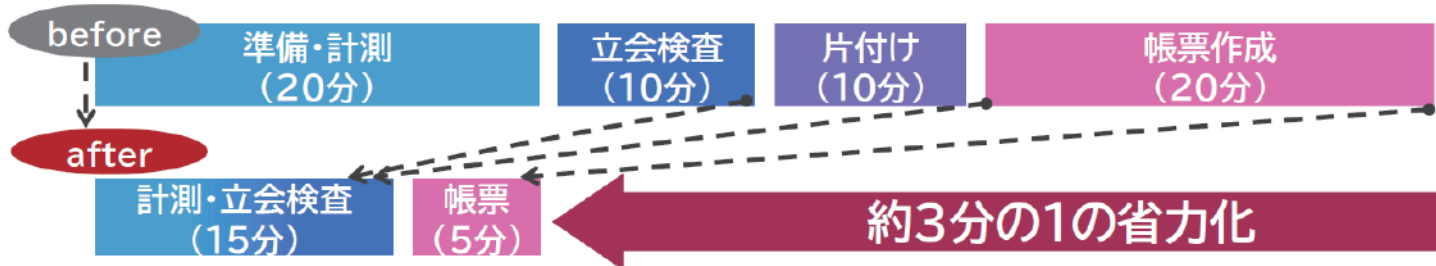 before
準備・計測
（20分）
立会検査
（10分）
片付け
（10分）
帳票作成
（20分）
after
計測・立会検査
（15分）
帳票
（5分）
約3分の1の省力化